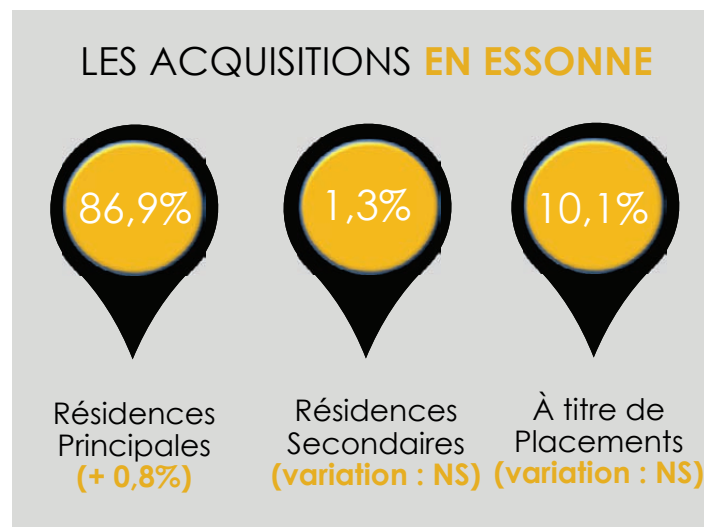 LES ACQUISITIONS EN ESSONNE
86,9%
1,3%
10,1%
Résidences
Principales
(+ 0,8%)
Résidences
Secondaires
(variation : NS)
À titre de
Placements
(variation : NS)